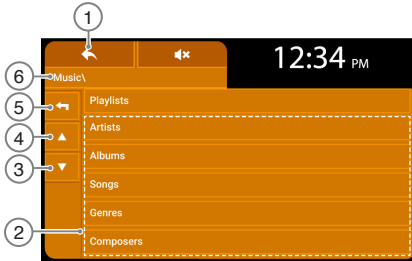 1
12:34 PM
6
Music\
5
Playlists
4
Artists
Albums
3
Songs
Genres
2
Composers